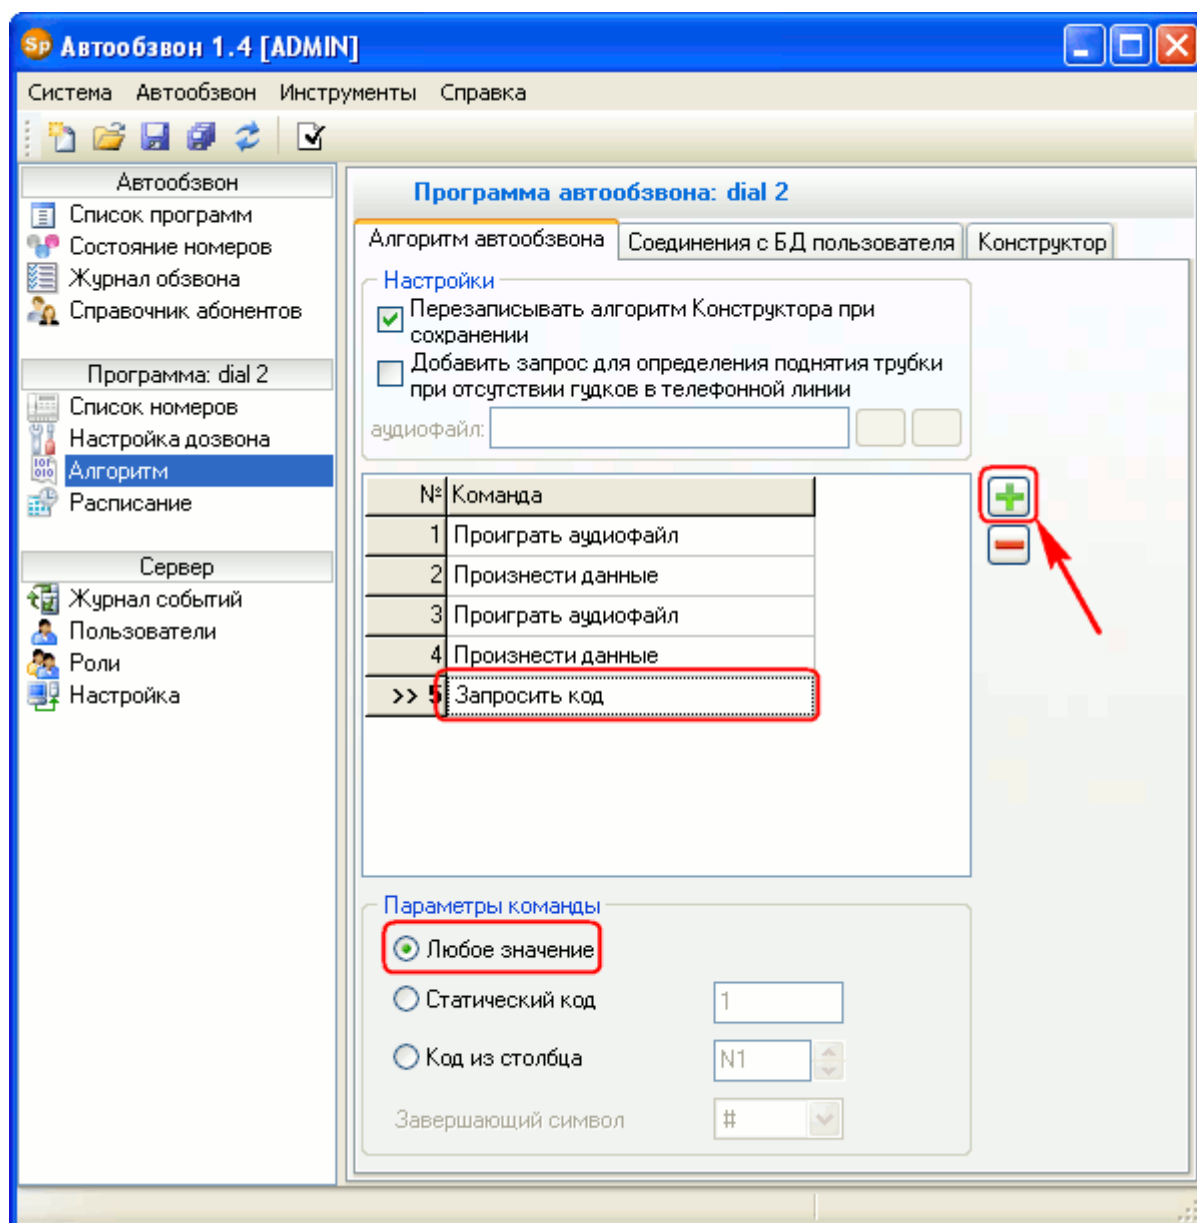 Sp Автообзвон 1.4 [ADMIN]
Система Автообзвон Инструменты Справка
Автообзвон
Список программ
Состояние номеров
Журнал обзвона
Справочник абонентов
Программа: dial 2
Список номеров
Настройка дозвона
Алгоритм
Расписание
Сервер
Журнал событий
Пользователи
Роли
Настройка
Программа автообзвона: dial 2
Алгоритм автообзвона Соединения с БД пользователя Конструктор
Настройки
Перезаписывать алгоритм Конструктора при
сохранении
Добавить запрос для определения поднятия трубки
при отсутствии гудков в телефонной линии
аудиофайл:
№ Команда
1 Проиграть аудиофайл
2 Произнести данные
3 Проиграть аудиофайл
4 Произнести данные
>> 5 Запросить код
Параметры команды
Любое значение
Статический код 1
Код из столбца N1
Завершающий символ #